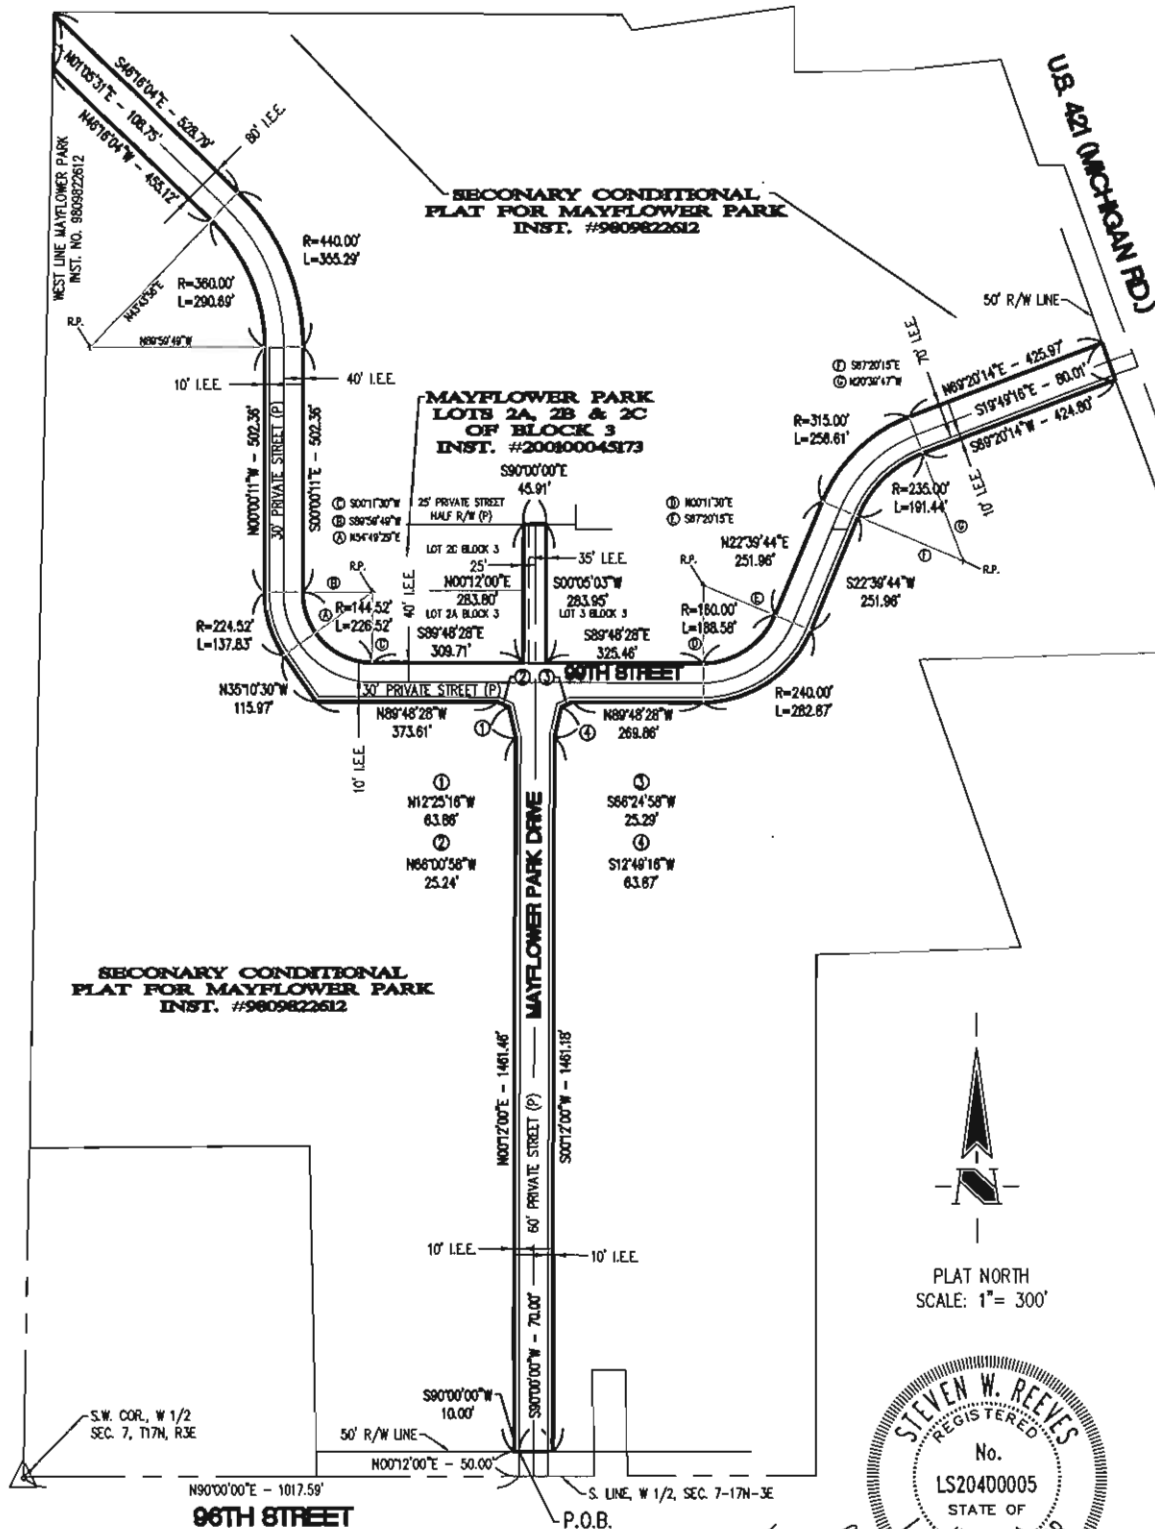 U.S. 421 (MICHIGAN RD.)
S46°16'04"E - 528.79'
N01°05'31"E - 108.75'
N46°16'04"W - 455.12'
80' I.E.E.
WEST LINE MAYFLOWER PARK
INST. NO. 9809822612
SECONARY CONDITIONAL
PLAT FOR MAYFLOWER PARK
INST. #9809822612
R=440.00'
L=355.29'
R=360.00'
L=290.69'
N43°43'56"E
R.P.
N89°59'49"W
50' R/W LINE
70' I.E.E.
Ⓕ S67°20'15"E
Ⓖ N20°39'47"W
N69°20'14"E - 425.97'
S19°49'16"E - 80.01'
S69°20'14"W - 424.80'
10' I.E.E.
40' I.E.E.
10' I.E.E.
MAYFLOWER PARK
LOTS 2A, 2B & 2C
OF BLOCK 3
INST. #200100045173
R=315.00'
L=256.61'
R=235.00'
L=191.44'
Ⓖ
Ⓕ
R.P.
N00°00'11"W - 502.36'
30' PRIVATE STREET (P)
S00°00'11"E - 502.36'
S90°00'00"E
45.91'
Ⓒ S00°11'30"W
Ⓑ S89°59'49"W
Ⓐ N54°49'29"E
25' PRIVATE STREET
HALF R/W (P)
Ⓓ N00°11'30"E
Ⓔ S67°20'15"E
LOT 2C BLOCK 3
25'
35' I.E.E.
N22°39'44"E
251.96'
S22°39'44"W
251.96'
R.P.
R.P.
Ⓑ
Ⓐ
Ⓒ
Ⓔ
Ⓓ
N00°12'00"E
283.80'
S00°05'03"W
283.95'
LOT 2A BLOCK 3
LOT 3 BLOCK 3
40' I.E.E.
R=144.52'
L=226.52'
R=160.00'
L=188.58'
R=224.52'
L=137.83'
S89°48'28"E
309.71'
S89°48'28"E
325.46'
99TH STREET
② ③
30' PRIVATE STREET (P)
N35°10'30"W
115.97'
R=240.00'
L=282.87'
N89°48'28"W
373.61'
N89°48'28"W
269.86'
① ④
10' I.E.E.
①
N12°25'16"W
63.86'
②
N66°00'58"W
25.24'
③
S66°24'58"W
25.29'
④
S12°49'16"W
63.87'
MAYFLOWER PARK DRIVE
SECONARY CONDITIONAL
PLAT FOR MAYFLOWER PARK
INST. #9809822612
N00°12'00"E - 1461.46'
60' PRIVATE STREET (P)
S00°12'00"W - 1461.18'
10' I.E.E.
10' I.E.E.
S90°00'00"W - 70.00'
N
PLAT NORTH
SCALE: 1"= 300'
S90°00'00"W
10.00'
S.W. COR., W 1/2
SEC. 7, T17N, R3E
50' R/W LINE
N00°12'00"E - 50.00'
N90°00'00"E - 1017.59'
S. LINE, W 1/2, SEC. 7-17N-3E
96TH STREET
P.O.B.
STEVEN W. REEVES
REGISTERED
No.
LS20400005
STATE OF